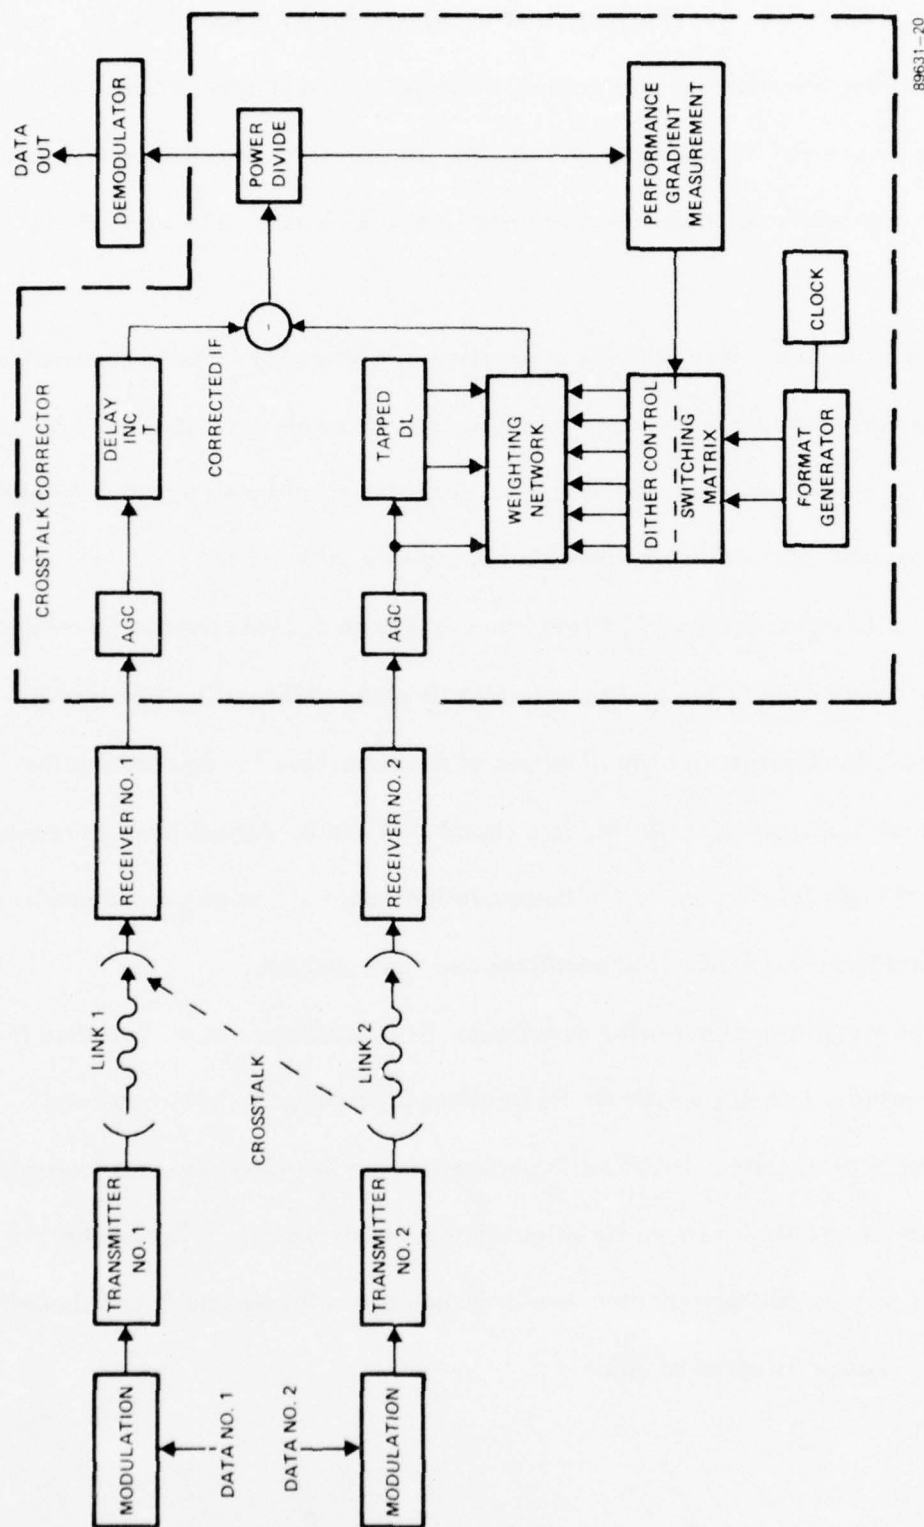 CROSSTALK CORRECTOR
DATA
OUT
DEMODULATOR
MODULATION
TRANSMITTER
NO. 1
LINK 1
RECEIVER NO. 1
AGC
DELAY
INC
T
CORRECTED IF
-
POWER
DIVIDE
DATA NO. 1
DATA NO. 2
CROSSTALK
MODULATION
TRANSMITTER
NO. 2
LINK 2
RECEIVER NO. 2
AGC
TAPPED
DL
WEIGHTING
NETWORK
DITHER CONTROL
SWITCHING
MATRIX
PERFORMANCE
GRADIENT
MEASUREMENT
FORMAT
GENERATOR
CLOCK
89631-20